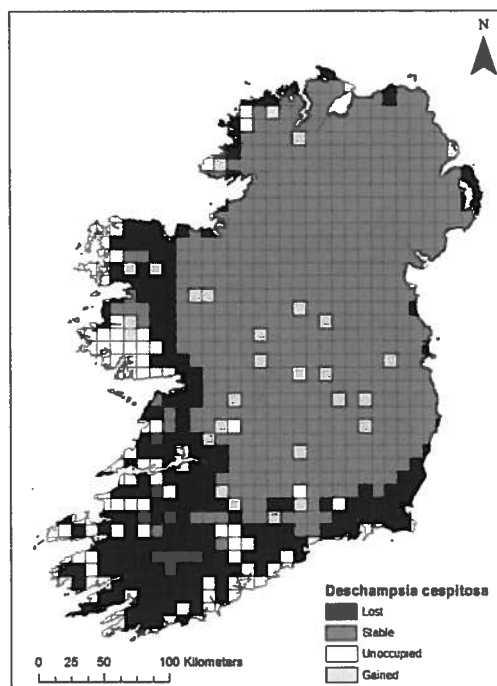 N
Deschampsia cespitosa
Lost
Stable
Unoccupied
Gained
0 25 50 100 Kilometers